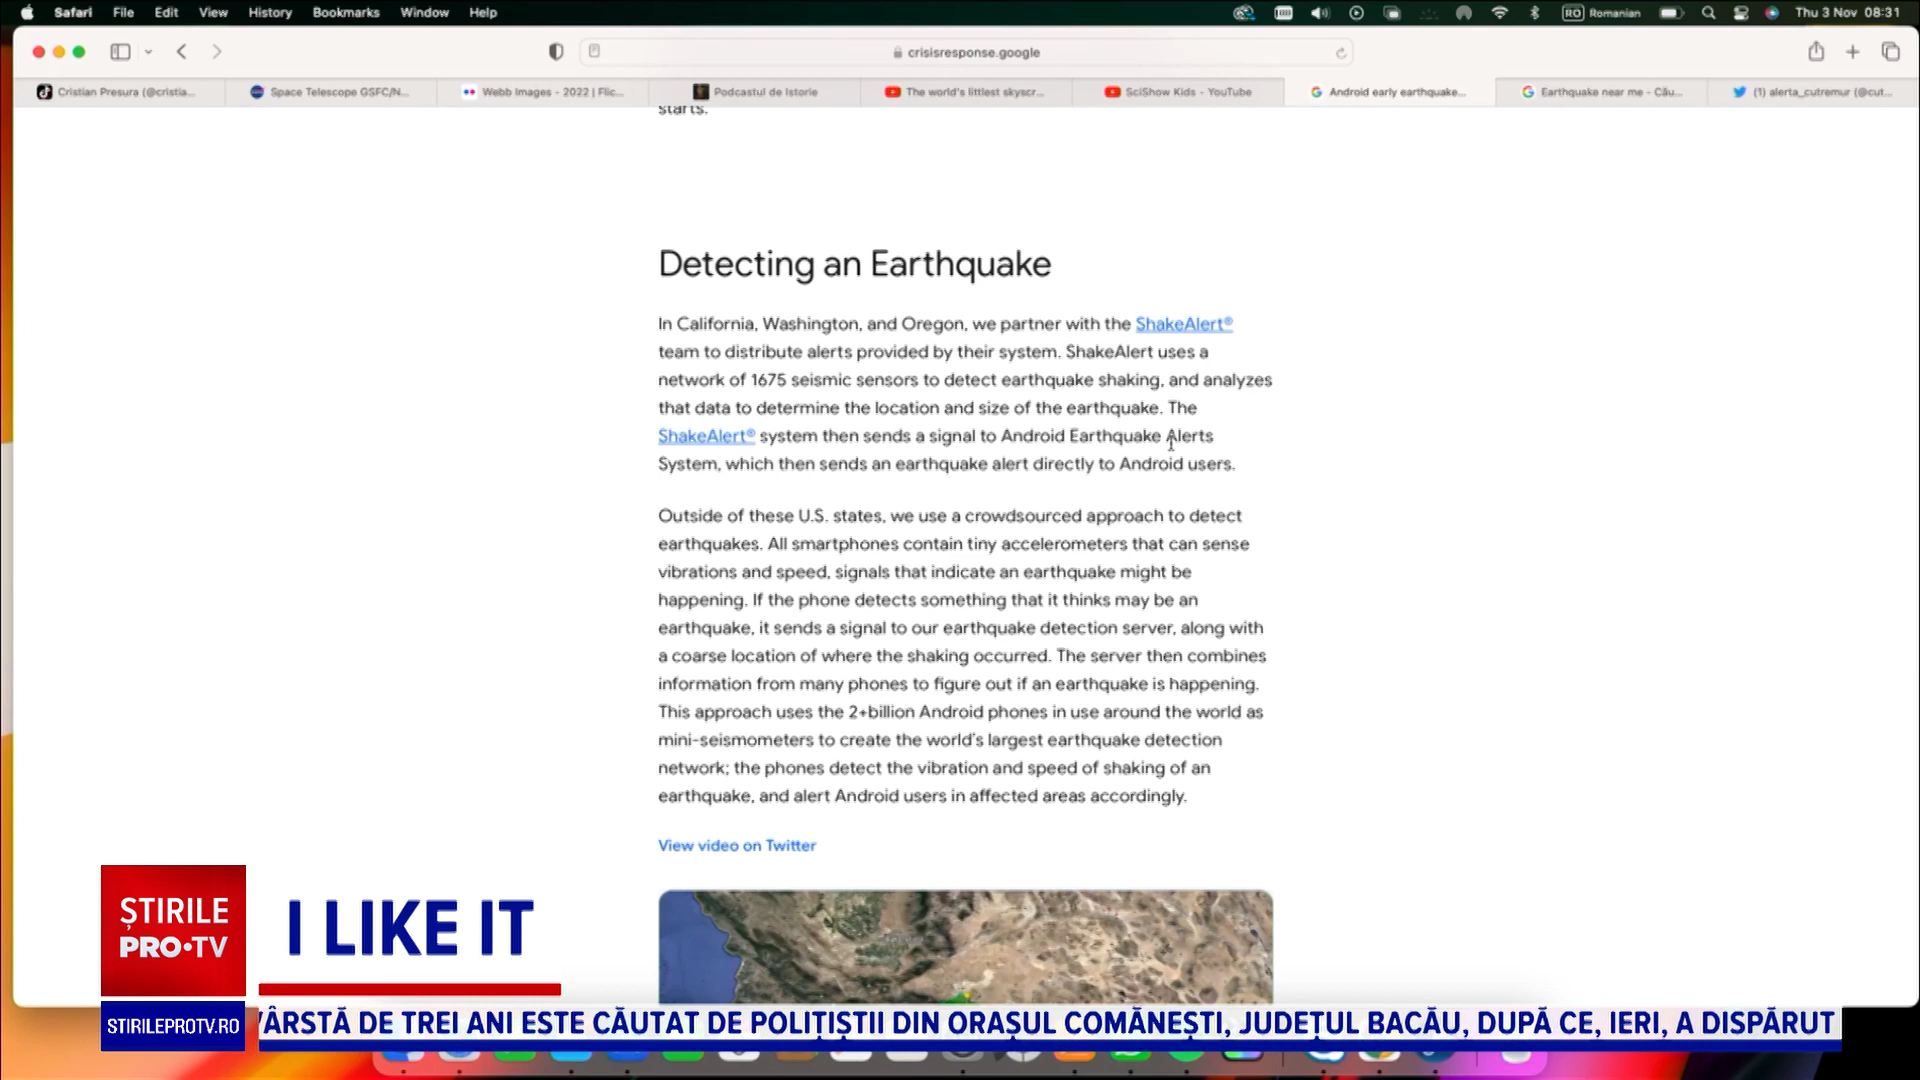 Safari File Edit View History Bookmarks Window Help
RO Romanian Thu 3 Nov 08:31
crisisresponse.google
Cristian Presura (@cristia...
Space Telescope GSFC/N...
Webb Images - 2022 | Flic...
Podcastul de Istorie
The world's littlest skyscr...
SciShow Kids - YouTube
Android early earthquake...
Earthquake near me - Cău...
(1) alerta_cutremur (@cut...
starts.
Detecting an Earthquake
In California, Washington, and Oregon, we partner with the ShakeAlert®
team to distribute alerts provided by their system. ShakeAlert uses a
network of 1675 seismic sensors to detect earthquake shaking, and analyzes
that data to determine the location and size of the earthquake. The
ShakeAlert® system then sends a signal to Android Earthquake Alerts
System, which then sends an earthquake alert directly to Android users.
Outside of these U.S. states, we use a crowdsourced approach to detect
earthquakes. All smartphones contain tiny accelerometers that can sense
vibrations and speed, signals that indicate an earthquake might be
happening. If the phone detects something that it thinks may be an
earthquake, it sends a signal to our earthquake detection server, along with
a coarse location of where the shaking occurred. The server then combines
information from many phones to figure out if an earthquake is happening.
This approach uses the 2+billion Android phones in use around the world as
mini-seismometers to create the world's largest earthquake detection
network; the phones detect the vibration and speed of shaking of an
earthquake, and alert Android users in affected areas accordingly.
View video on Twitter
ȘTIRILE
PRO•TV
I LIKE IT
STIRILEPROTV.RO
VÂRSTĂ DE TREI ANI ESTE CĂUTAT DE POLIȚIȘTII DIN ORAȘUL COMĂNEȘTI, JUDEȚUL BACĂU, DUPĂ CE, IERI, A DISPĂRUT